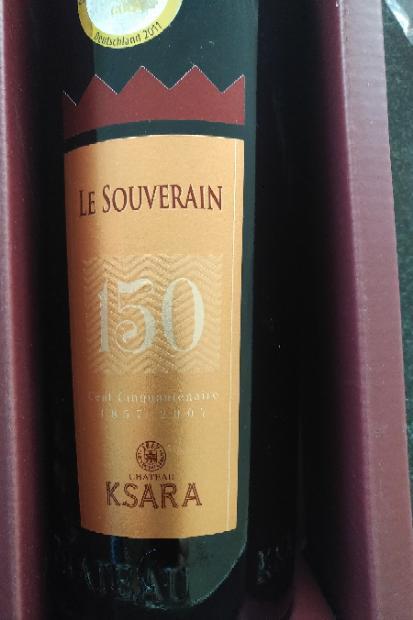 Deutschland 2011
LE SOUVERAIN
150
Cent Cinquantenaire
1857-2007
CHATEAU
KSARA